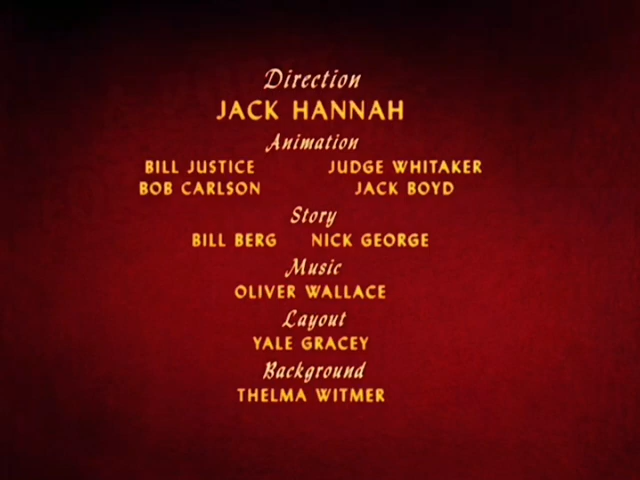 Direction
JACK HANNAH
Animation
BILL JUSTICE JUDGE WHITAKER
BOB CARLSON JACK BOYD
Story
BILL BERG NICK GEORGE
Music
OLIVER WALLACE
Layout
YALE GRACEY
Background
THELMA WITMER